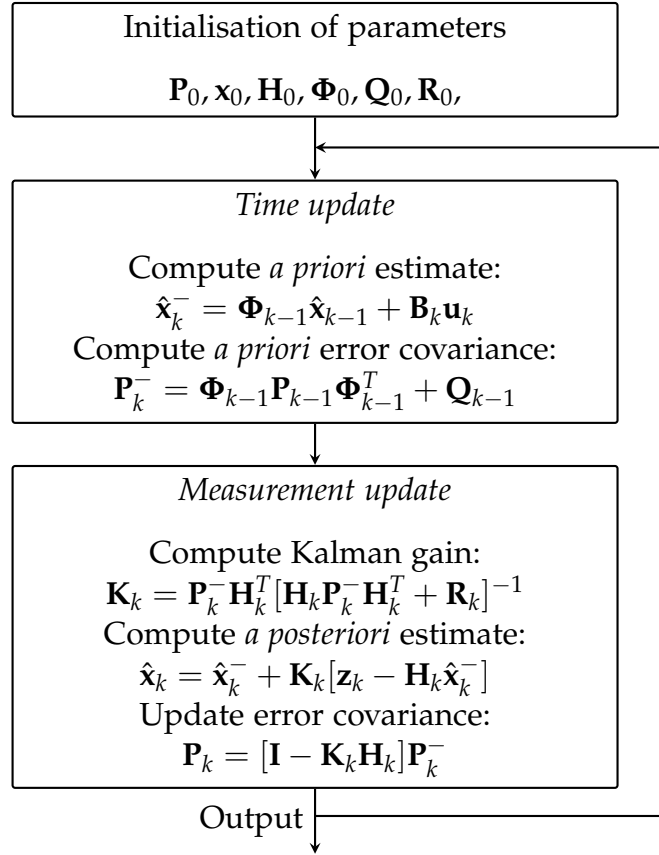 Initialisation of parameters
𝐏₀, 𝐱₀, 𝐇₀, 𝚽₀, 𝐐₀, 𝐑₀,
Time update
Compute a priori estimate:
x̂ₖ⁻ = Φₖ₋₁x̂ₖ₋₁ + Bₖuₖ
Compute a priori error covariance:
Pₖ⁻ = Φₖ₋₁Pₖ₋₁Φᵀₖ₋₁ + Qₖ₋₁
Measurement update
Compute Kalman gain:
Kₖ = Pₖ⁻Hₖᵀ[HₖPₖ⁻Hₖᵀ + Rₖ]⁻¹
Compute a posteriori estimate:
x̂ₖ = x̂ₖ⁻ + Kₖ[zₖ − Hₖx̂ₖ⁻]
Update error covariance:
Pₖ = [I − KₖHₖ]Pₖ⁻
Output